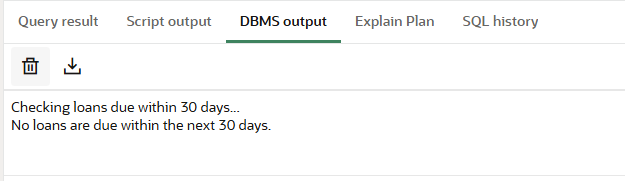 Query result Script output DBMS output Explain Plan SQL history
Checking loans due within 30 days...
No loans are due within the next 30 days.